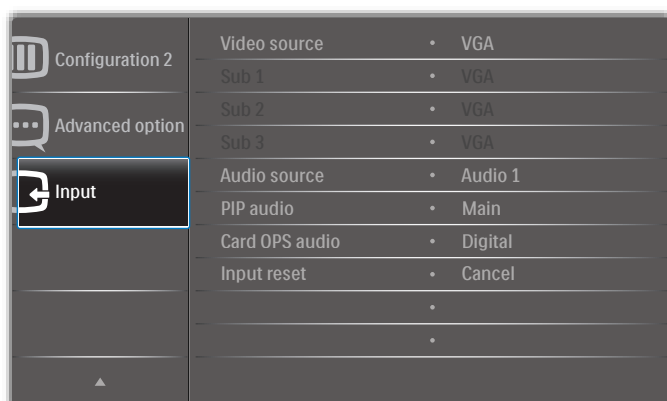 Configuration 2
Advanced option
Input
Video source • VGA
Sub 1 • VGA
Sub 2 • VGA
Sub 3 • VGA
Audio source • Audio 1
PIP audio • Main
Card OPS audio • Digital
Input reset • Cancel
•
•